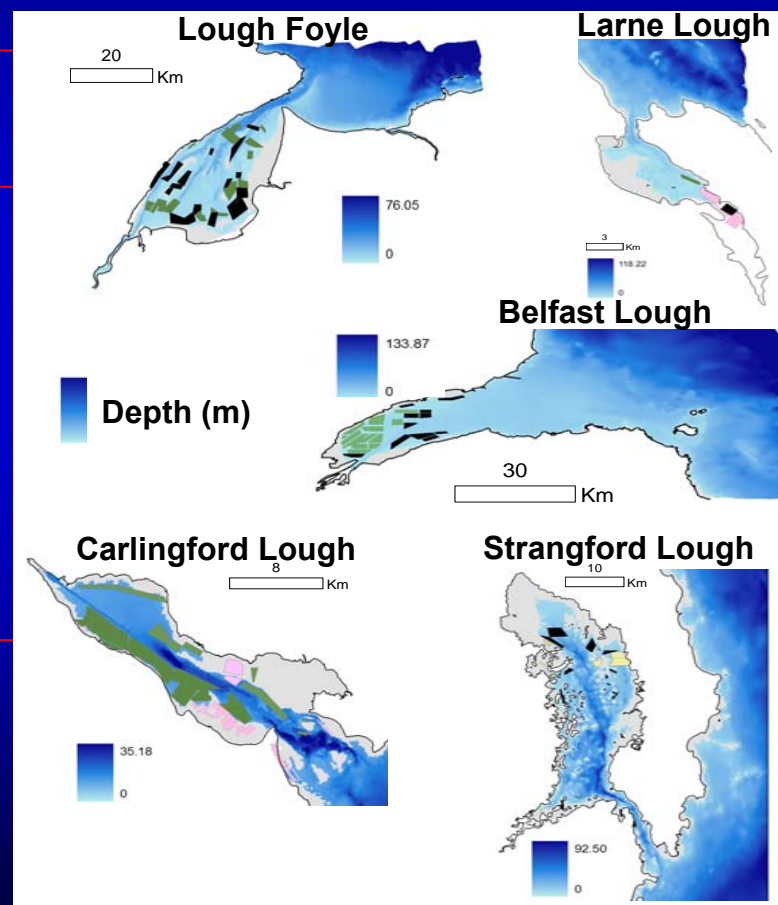 Lough Foyle
20
Km
76.05
0
Larne Lough
3
Km
118.22
0
Belfast Lough
133.87
0
Depth (m)
30
Km
Carlingford Lough
8
Km
35.18
0
Strangford Lough
10
Km
92.50
0